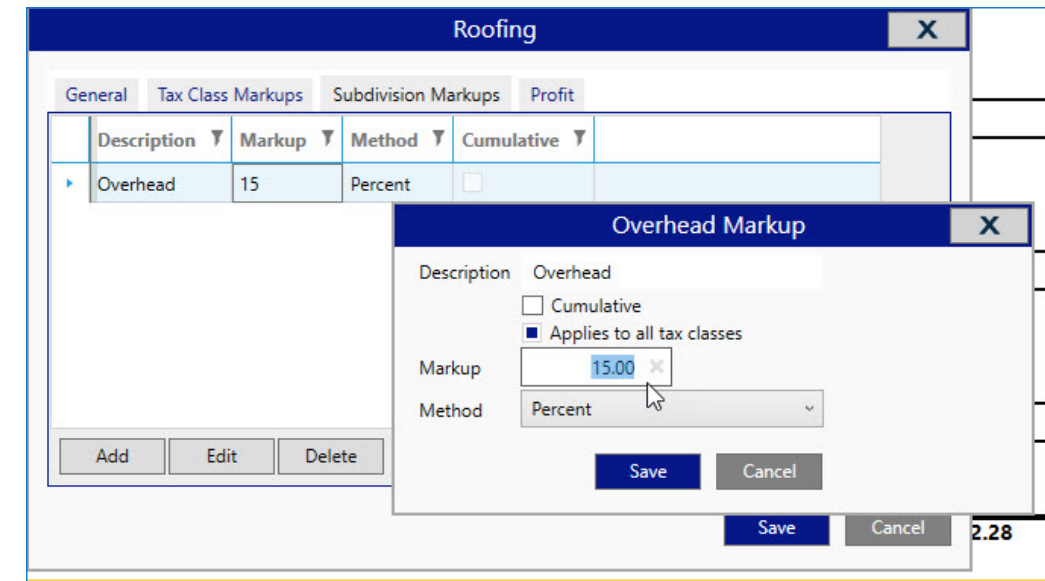 Roofing X
General Tax Class Markups Subdivision Markups Profit
Description Markup Method Cumulative
Overhead 15 Percent
Overhead Markup X
Description Overhead
Cumulative
Applies to all tax classes
Markup 15.00
Method Percent
Add Edit Delete
Save Cancel
Save Cancel
2.28